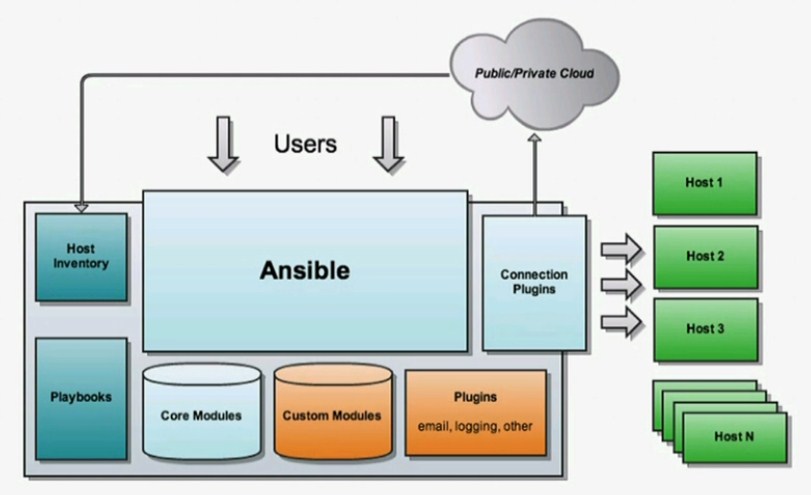 Public/Private Cloud
Users
Host
Inventory
Ansible
Connection
Plugins
Host 1
Host 2
Host 3
Host N
Playbooks
Core Modules
Custom Modules
Plugins
email, logging, other